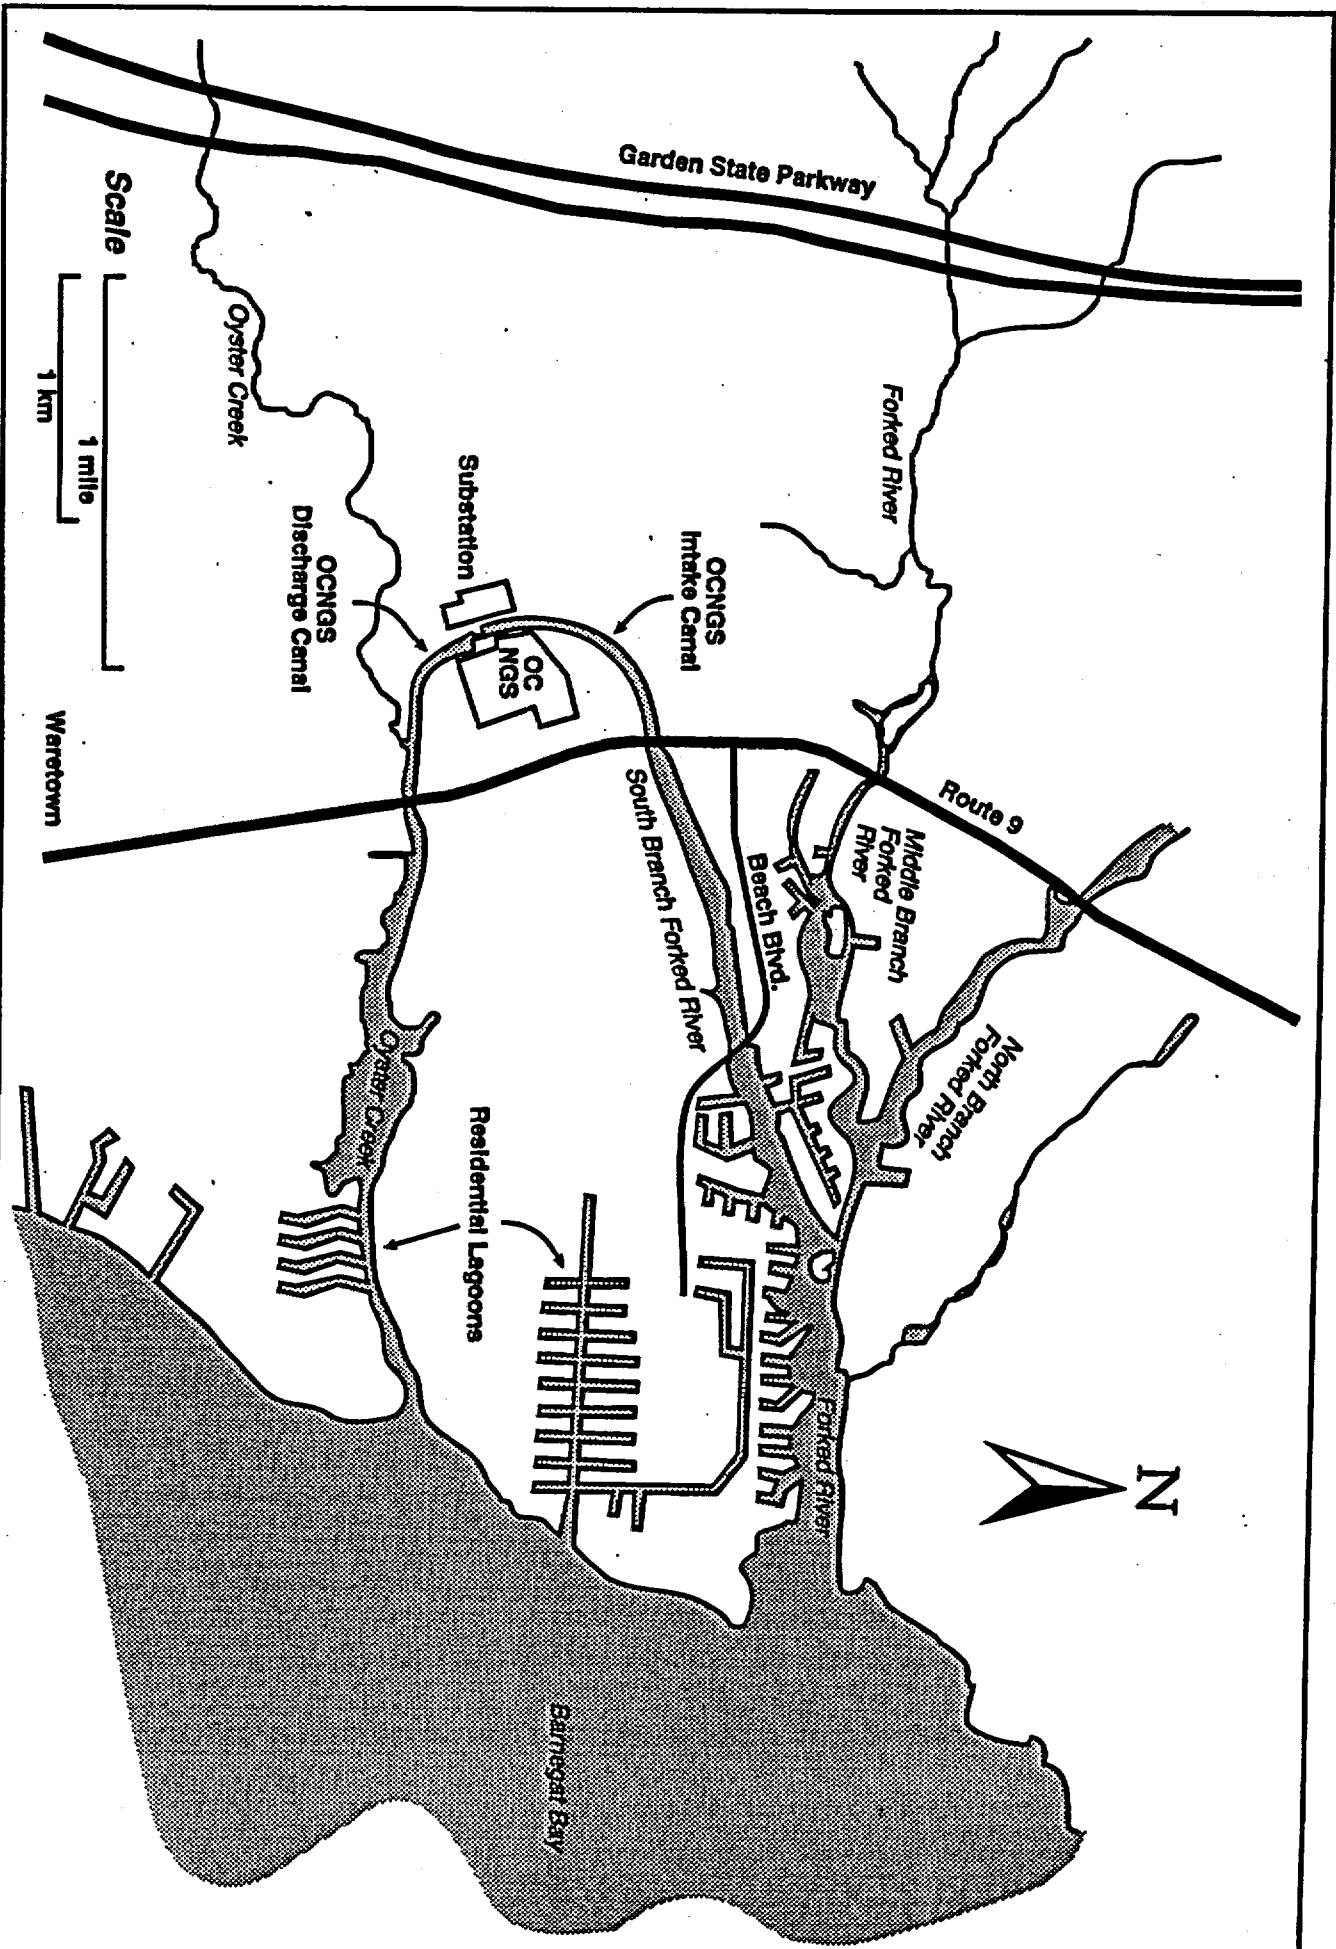 N
Garden State Parkway
Forked River
Route 9
North Branch
Forked River
Middle Branch
Forked
River
Beach Blvd.
South Branch Forked River
Forked River
OCNGS
Intake Canal
OC
NGS
Substation
OCNGS
Discharge Canal
Oyster Creek
Oyster Creek
Residential Lagoons
Barnegat Bay
Waretown
Scale
1 mile
1 km